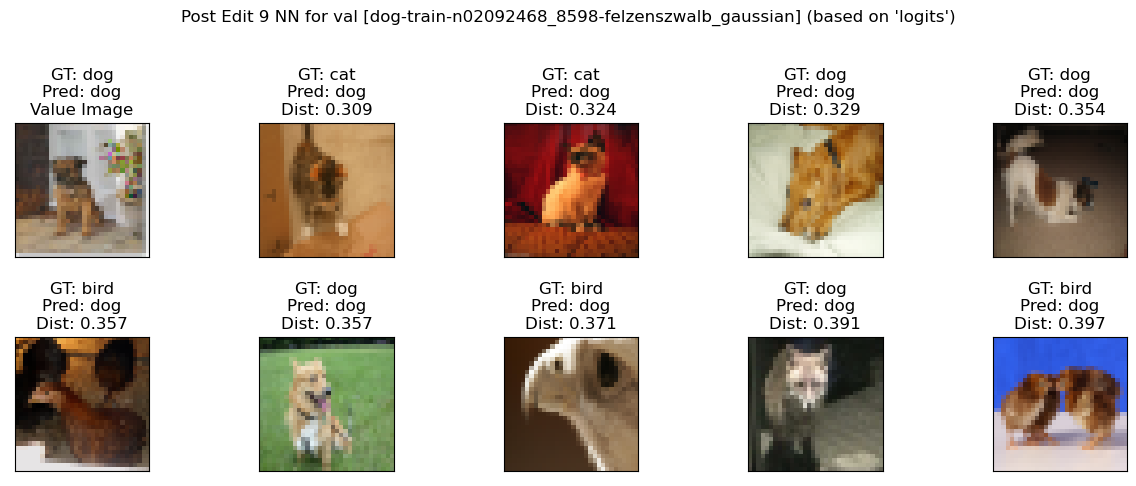 Post Edit 9 NN for val [dog-train-n02092468_8598-felzenszwalb_gaussian] (based on 'logits')
GT: dog
Pred: dog
Value Image
GT: cat
Pred: dog
Dist: 0.309
GT: cat
Pred: dog
Dist: 0.324
GT: dog
Pred: dog
Dist: 0.329
GT: dog
Pred: dog
Dist: 0.354
GT: bird
Pred: dog
Dist: 0.357
GT: dog
Pred: dog
Dist: 0.357
GT: bird
Pred: dog
Dist: 0.371
GT: dog
Pred: dog
Dist: 0.391
GT: bird
Pred: dog
Dist: 0.397